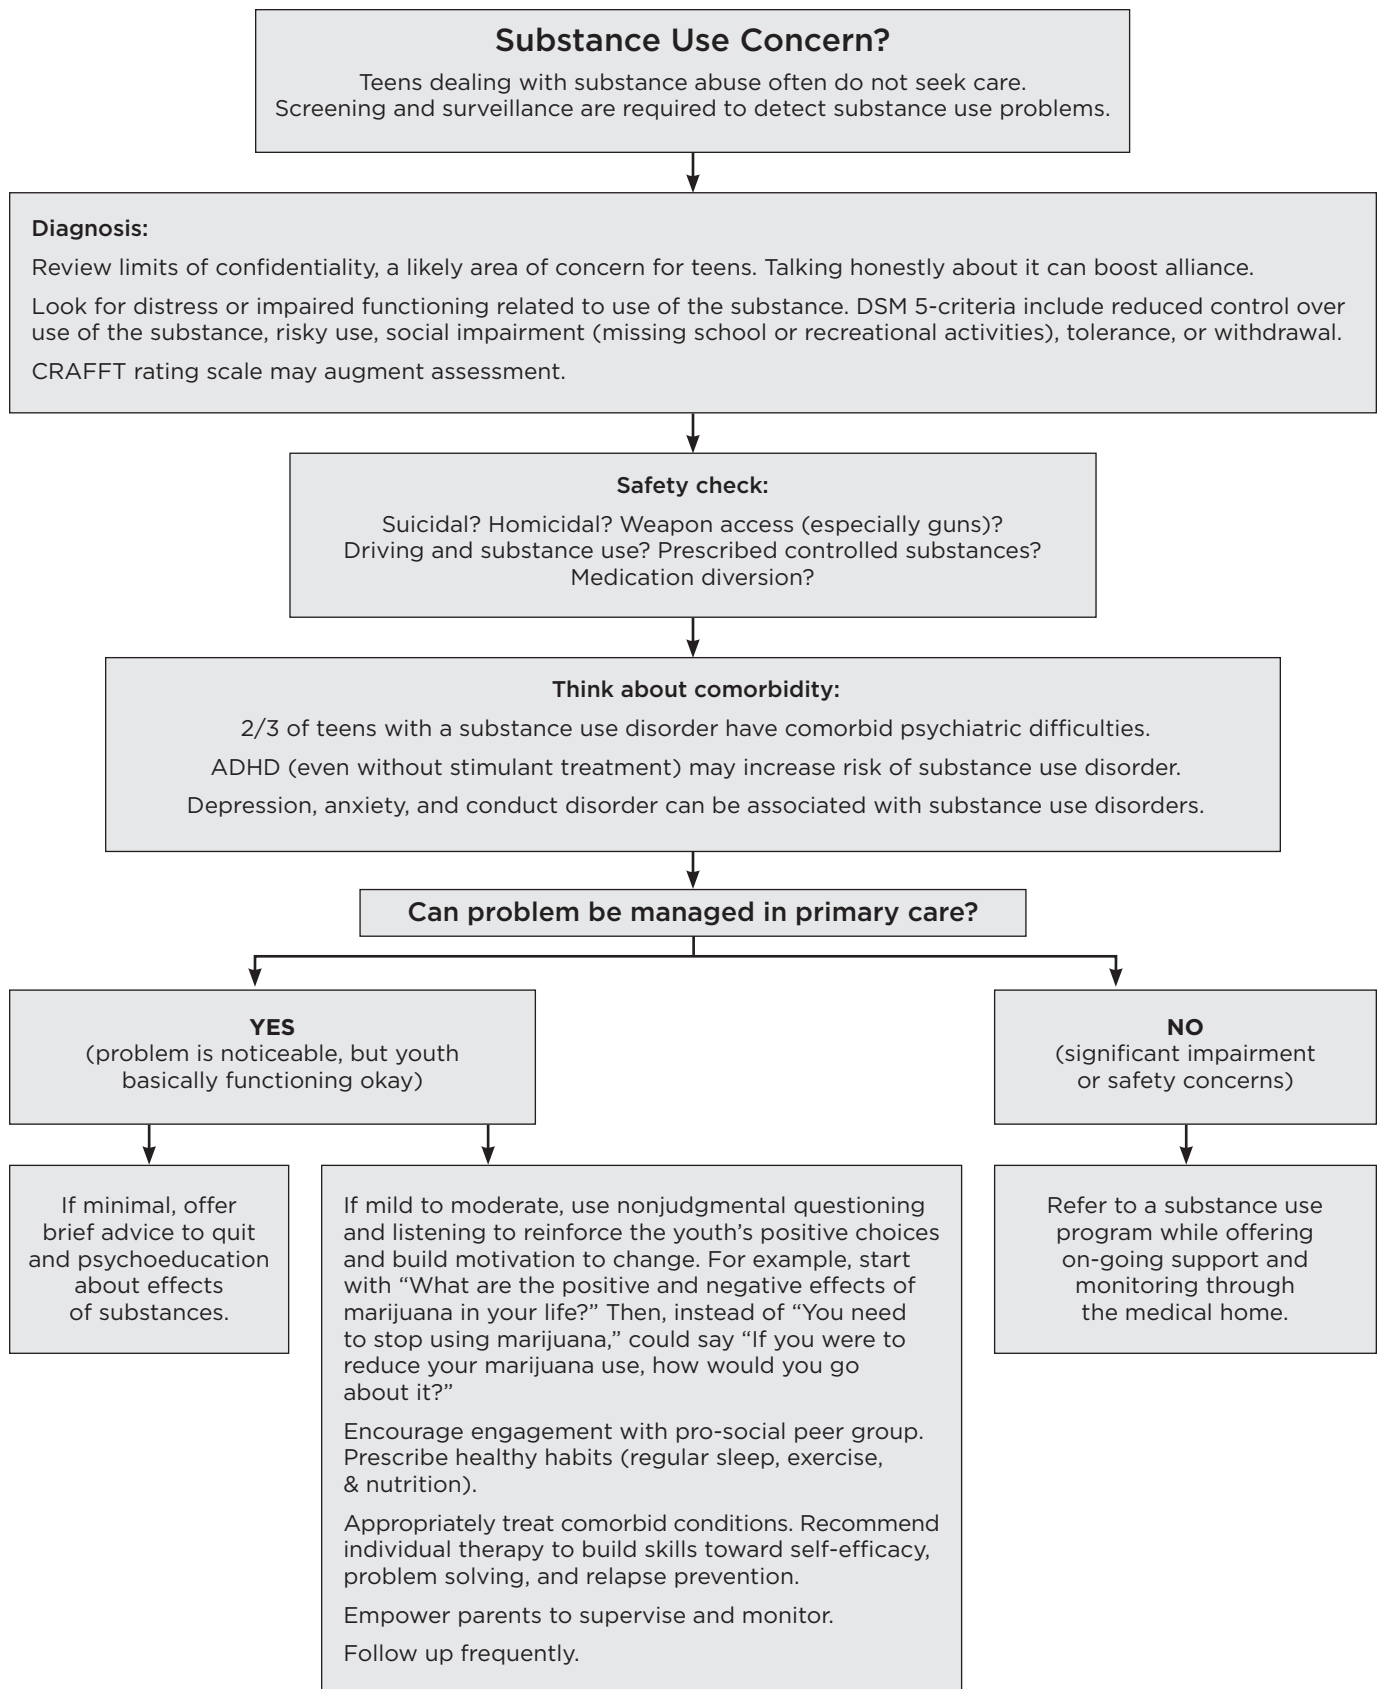 Substance Use Concern?
Teens dealing with substance abuse often do not seek care.
Screening and surveillance are required to detect substance use problems.
Diagnosis:
Review limits of confidentiality, a likely area of concern for teens. Talking honestly about it can boost alliance.
Look for distress or impaired functioning related to use of the substance. DSM 5-criteria include reduced control over
use of the substance, risky use, social impairment (missing school or recreational activities), tolerance, or withdrawal.
CRAFFT rating scale may augment assessment.
Safety check:
Suicidal? Homicidal? Weapon access (especially guns)?
Driving and substance use? Prescribed controlled substances?
Medication diversion?
Think about comorbidity:
2/3 of teens with a substance use disorder have comorbid psychiatric difficulties.
ADHD (even without stimulant treatment) may increase risk of substance use disorder.
Depression, anxiety, and conduct disorder can be associated with substance use disorders.
Can problem be managed in primary care?
YES
(problem is noticeable, but youth
basically functioning okay)
NO
(significant impairment
or safety concerns)
If minimal, offer
brief advice to quit
and psychoeducation
about effects
of substances.
If mild to moderate, use nonjudgmental questioning
and listening to reinforce the youth’s positive choices
and build motivation to change. For example, start
with “What are the positive and negative effects of
marijuana in your life?” Then, instead of “You need
to stop using marijuana,” could say “If you were to
reduce your marijuana use, how would you go
about it?”
Encourage engagement with pro-social peer group.
Prescribe healthy habits (regular sleep, exercise,
& nutrition).
Appropriately treat comorbid conditions. Recommend
individual therapy to build skills toward self-efficacy,
problem solving, and relapse prevention.
Empower parents to supervise and monitor.
Follow up frequently.
Refer to a substance use
program while offering
on-going support and
monitoring through
the medical home.